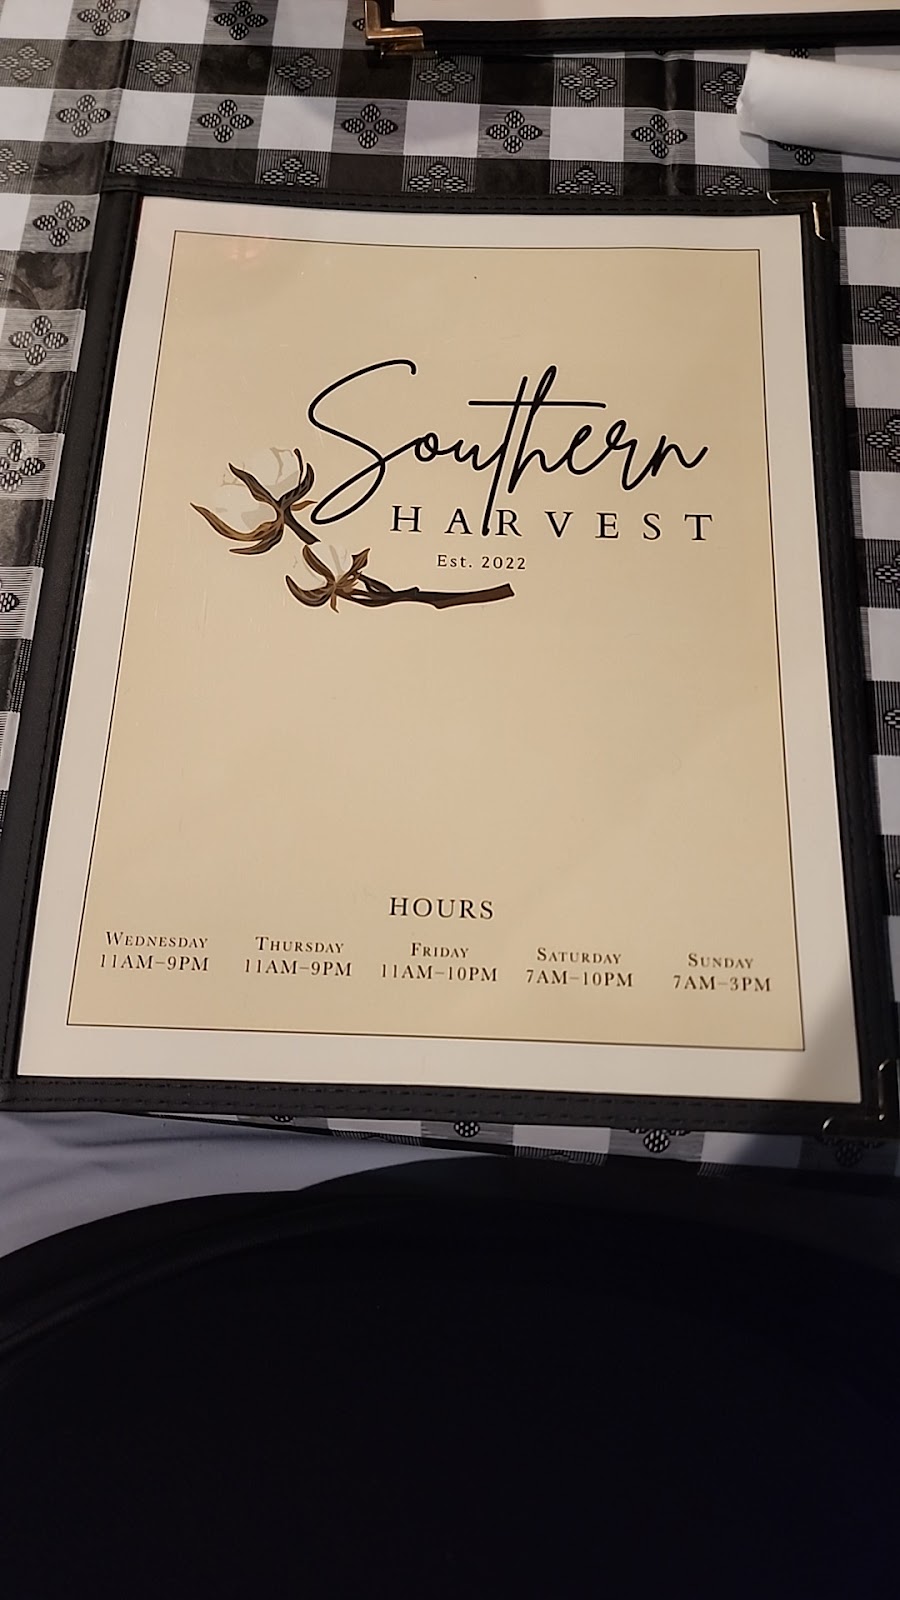 Southern
HARVEST
Est. 2022
HOURS
WEDNESDAY THURSDAY FRIDAY SATURDAY SUNDAY
11AM–9PM 11AM–9PM 11AM–10PM 7AM–10PM 7AM–3PM